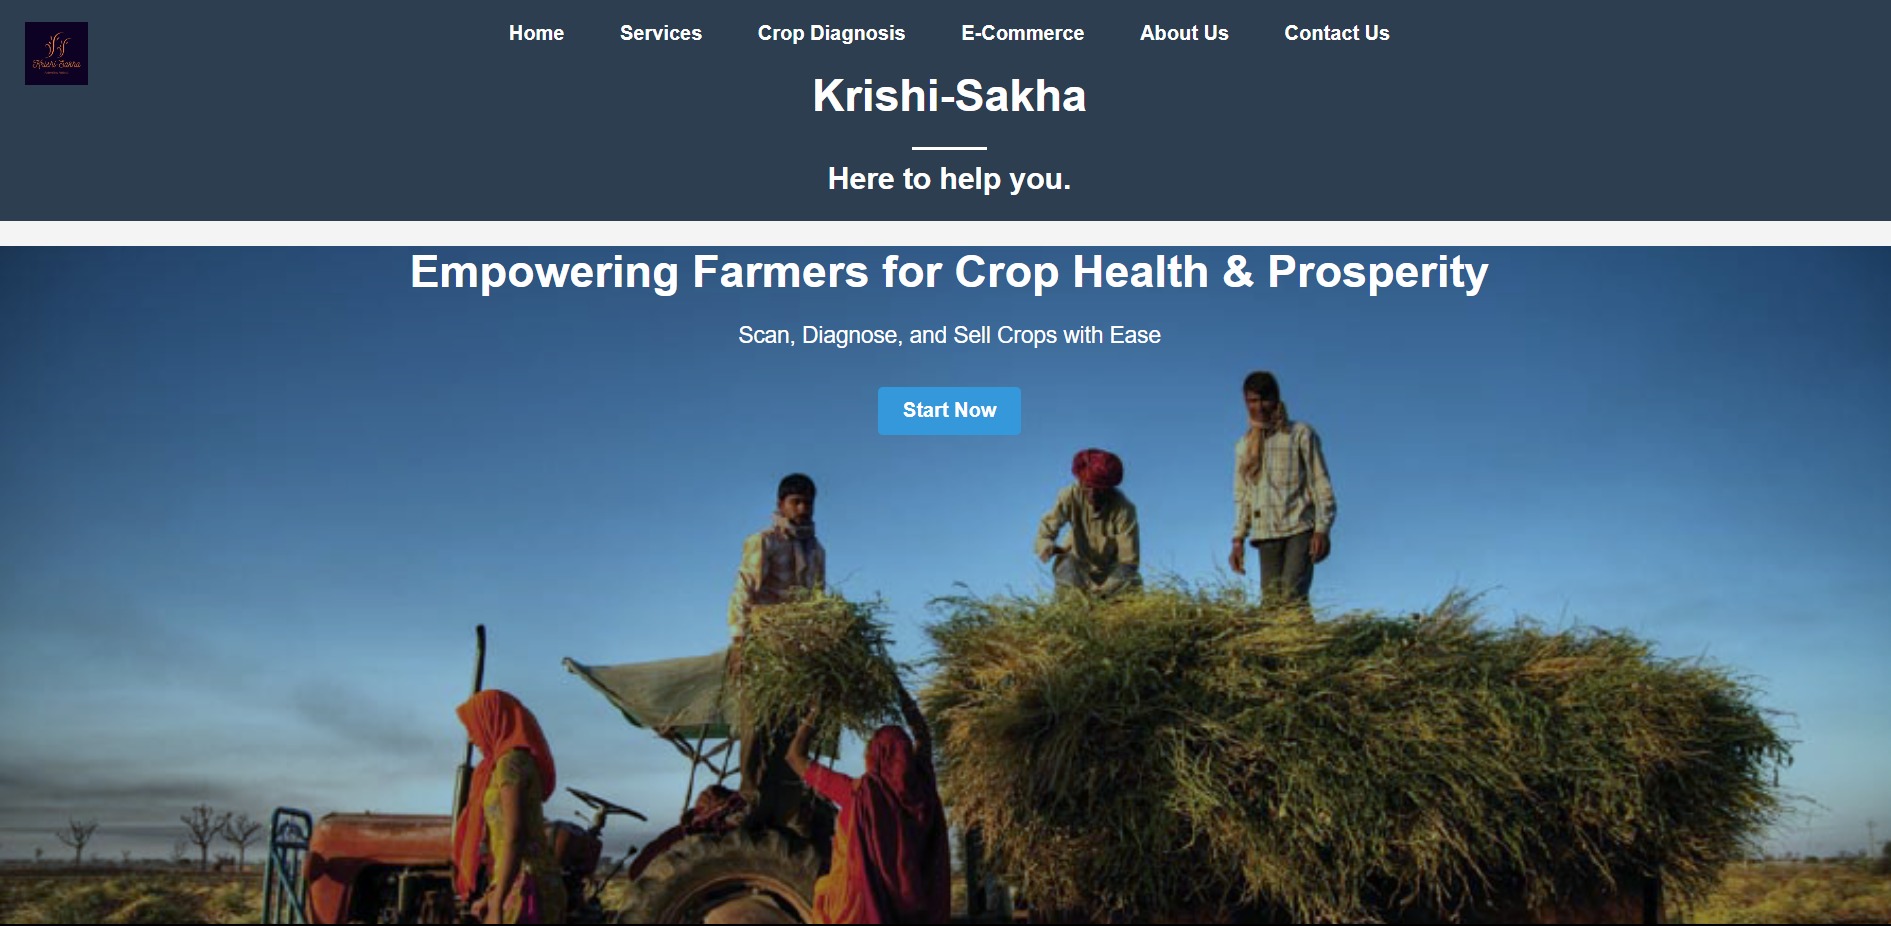 Krishi Sakha
Home Services Crop Diagnosis E-Commerce About Us Contact Us
Krishi-Sakha
Here to help you.
Empowering Farmers for Crop Health & Prosperity
Scan, Diagnose, and Sell Crops with Ease
Start Now